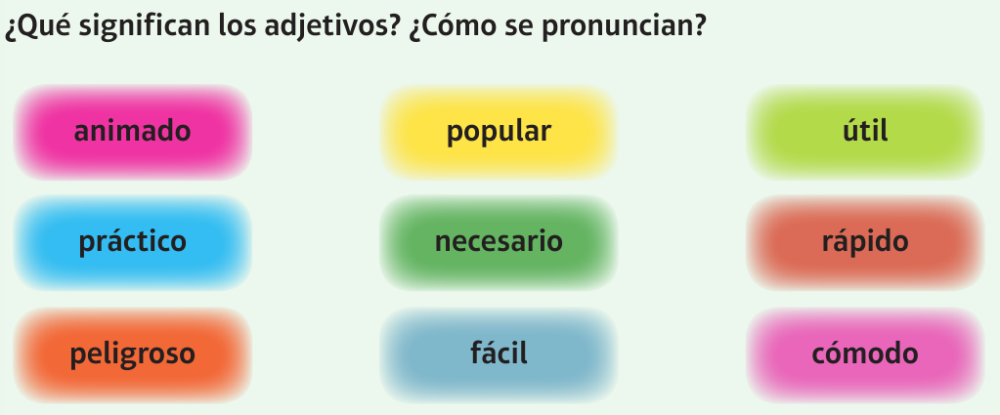 ¿Qué significan los adjetivos? ¿Cómo se pronuncian?
animado popular útil
práctico necesario rápido
peligroso fácil cómodo